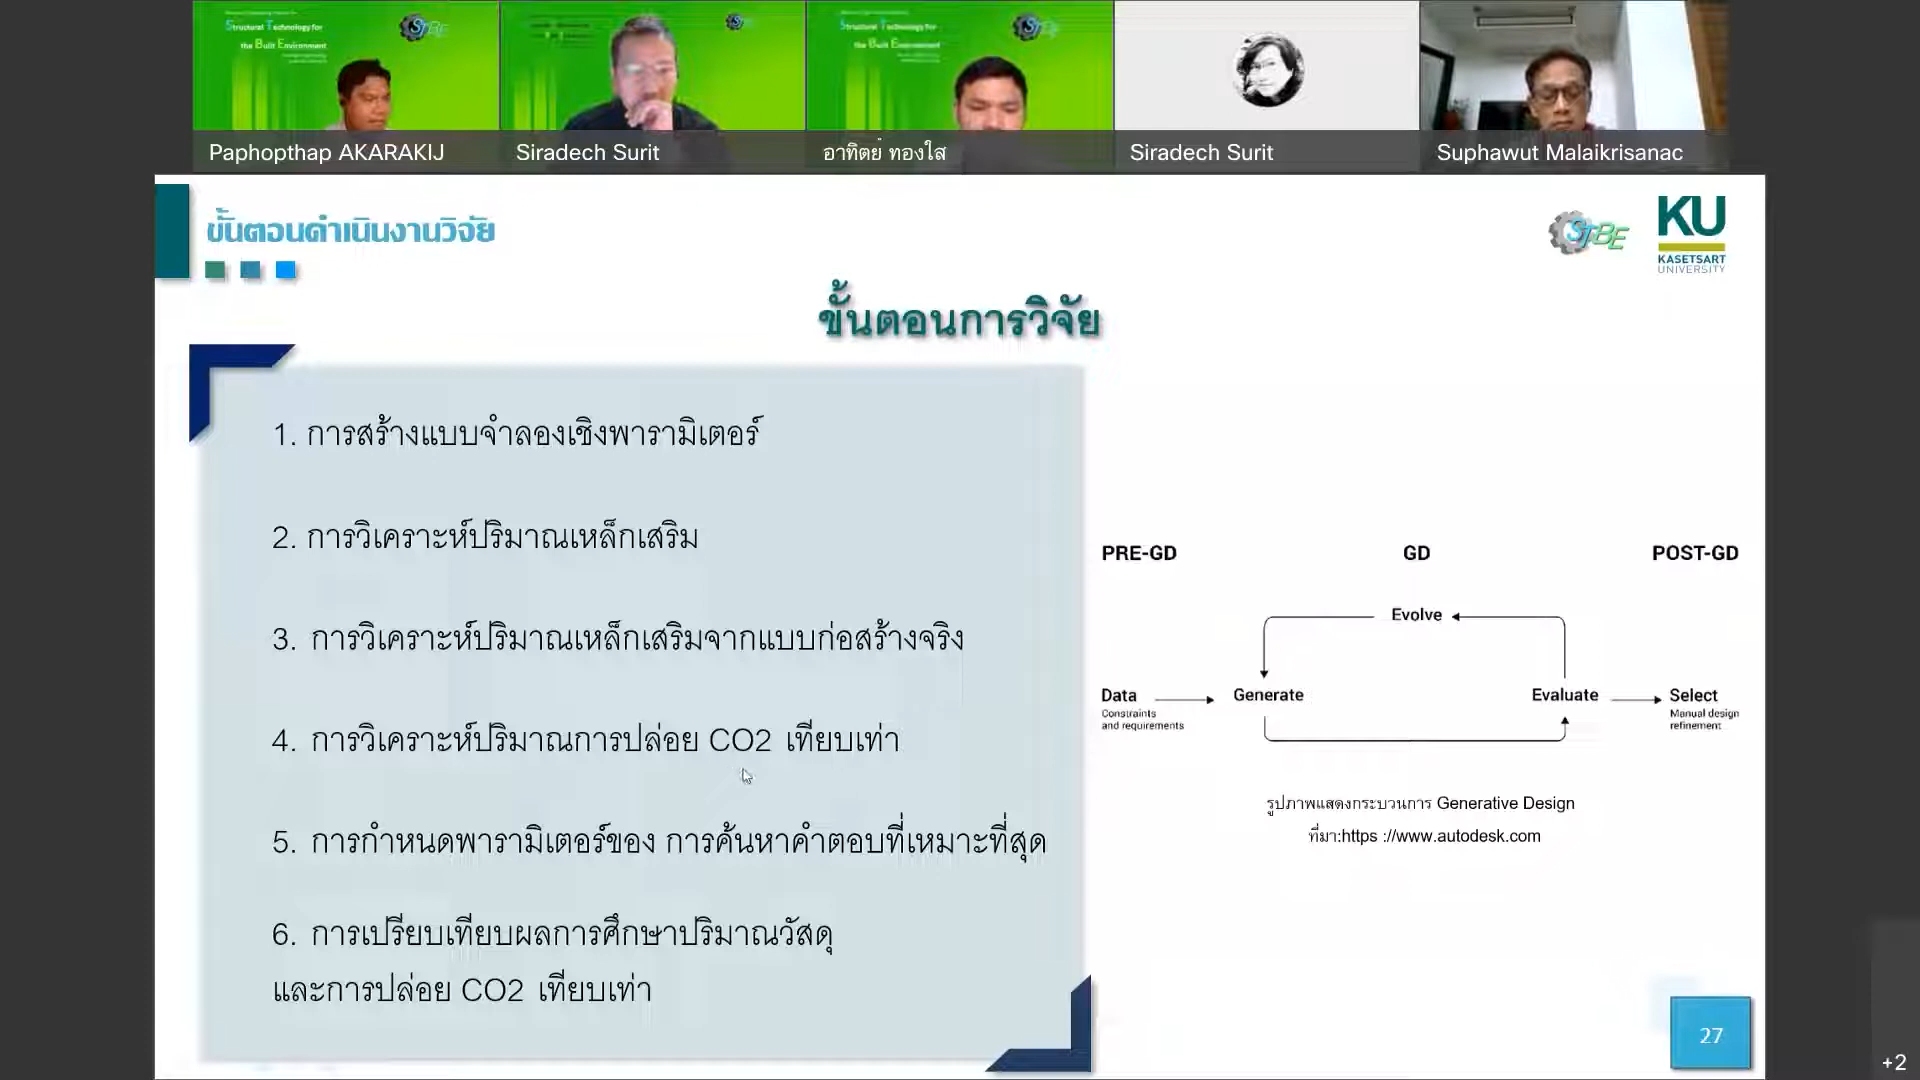 Structural Technology for
the Built Environment
STBE
Structural Technology for
the Built Environment
STBE
Paphopthap AKARAKIJ
Siradech Surit
อาทิตย์ ทองใส
Siradech Surit
Suphawut Malaikrisanac
ขั้นตอนดำเนินงานวิจัย
STBE
KU
KASETSART
UNIVERSITY
ขั้นตอนการวิจัย
1. การสร้างแบบจำลองเชิงพารามิเตอร์
2. การวิเคราะห์ปริมาณเหล็กเสริม
3. การวิเคราะห์ปริมาณเหล็กเสริมจากแบบก่อสร้างจริง
4. การวิเคราะห์ปริมาณการปล่อย CO2 เทียบเท่า
5. การกำหนดพารามิเตอร์ของ การค้นหาคำตอบที่เหมาะที่สุด
6. การเปรียบเทียบผลการศึกษาปริมาณวัสดุ
และการปล่อย CO2 เทียบเท่า
PRE-GD
GD
POST-GD
Evolve
Data
Constraints
and requirements
Generate
Evaluate
Select
Manual design
refinement
รูปภาพแสดงกระบวนการ Generative Design
ที่มา:https ://www.autodesk.com
27
+2